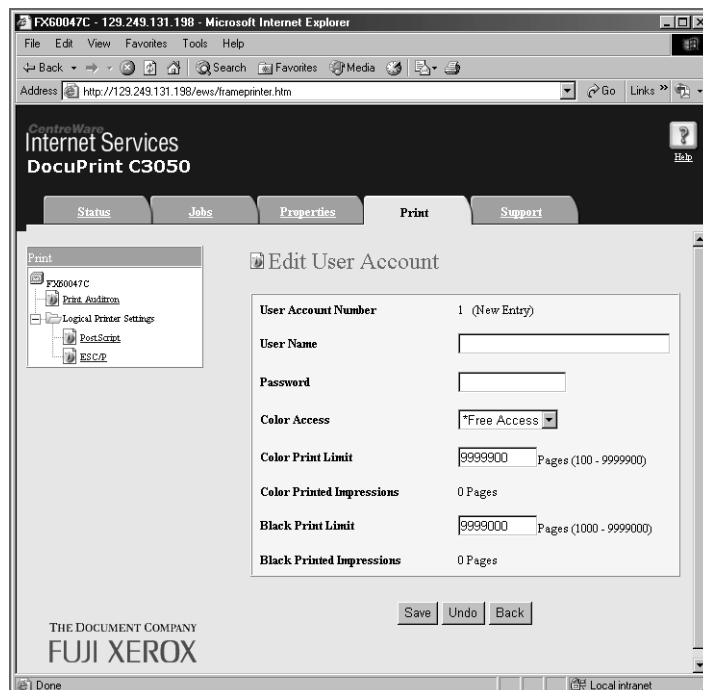 FX60047C - 129.249.131.198 - Microsoft Internet Explorer
File Edit View Favorites Tools Help
Back Search Favorites Media
Address http://129.249.131.198/ews/frameprinter.htm Go Links »
CentreWare
Internet Services
DocuPrint C3050
Help
Status Jobs Properties Print Support
Print
FX60047C
Print Auditron
Logical Printer Settings
PostScript
ESC/P
Edit User Account
User Account Number 1 (New Entry)
User Name
Password
Color Access *Free Access
Color Print Limit 9999900 Pages (100 - 9999900)
Color Printed Impressions 0 Pages
Black Print Limit 9999000 Pages (1000 - 9999000)
Black Printed Impressions 0 Pages
Save Undo Back
THE DOCUMENT COMPANY
FUJI XEROX
Done Local intranet